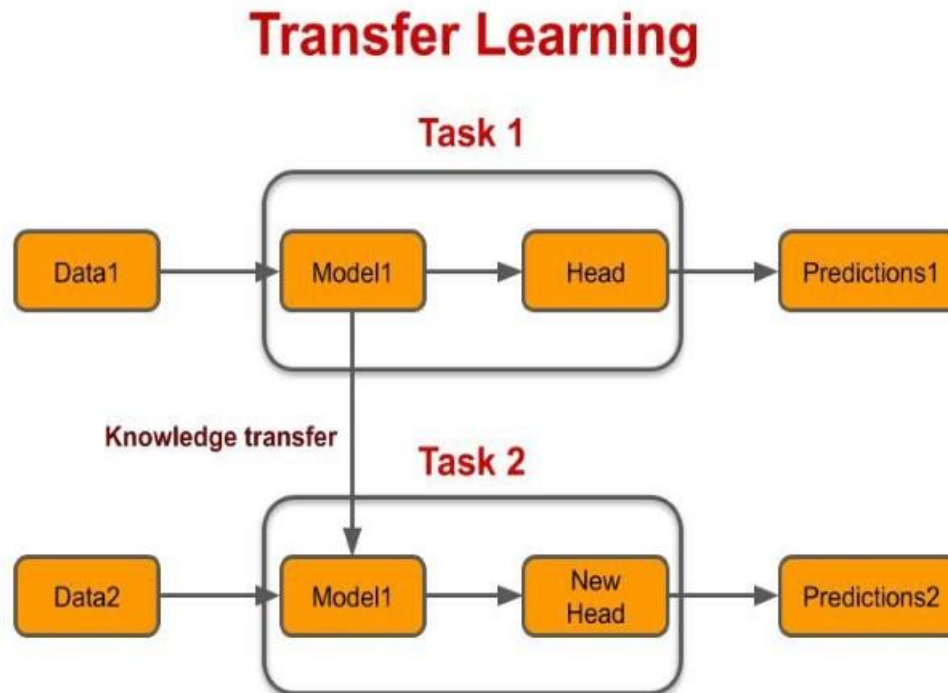 Transfer Learning
Task 1
Data1
Model1
Head
Predictions1
Knowledge transfer
Task 2
Data2
Model1
New
Head
Predictions2